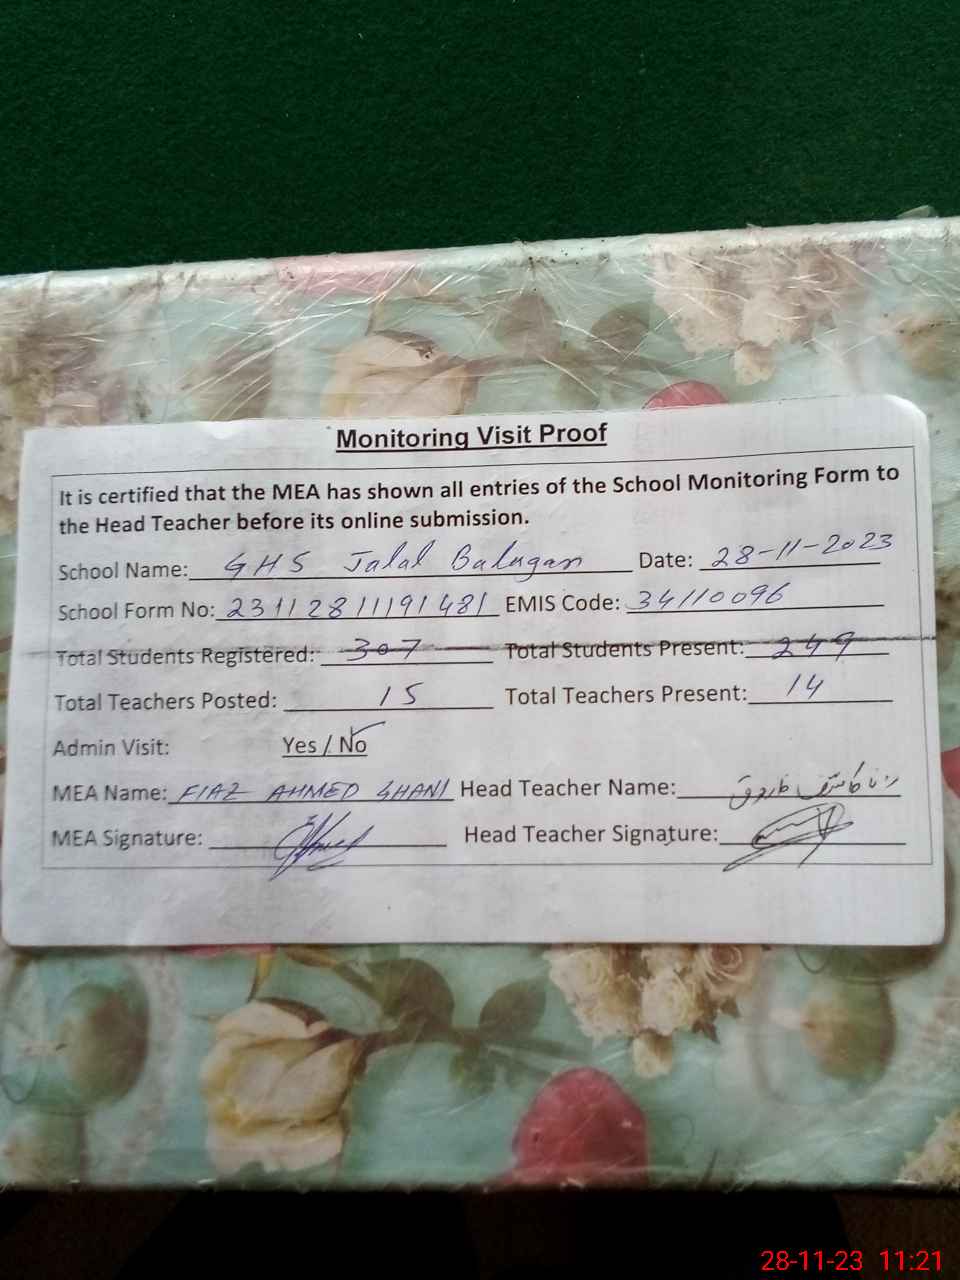 Monitoring Visit Proof
It is certified that the MEA has shown all entries of the School Monitoring Form to
the Head Teacher before its online submission.
School Name: GHS Jalal Balagan Date: 28-11-2023
School Form No: 23112811191481 EMIS Code: 34110096
Total Students Registered: 307 Total Students Present: 249
Total Teachers Posted: 15 Total Teachers Present: 14
Admin Visit: Yes / No
MEA Name: FIAZ AHMED GHANI Head Teacher Name:
MEA Signature: Head Teacher Signature:
28-11-23 11:21